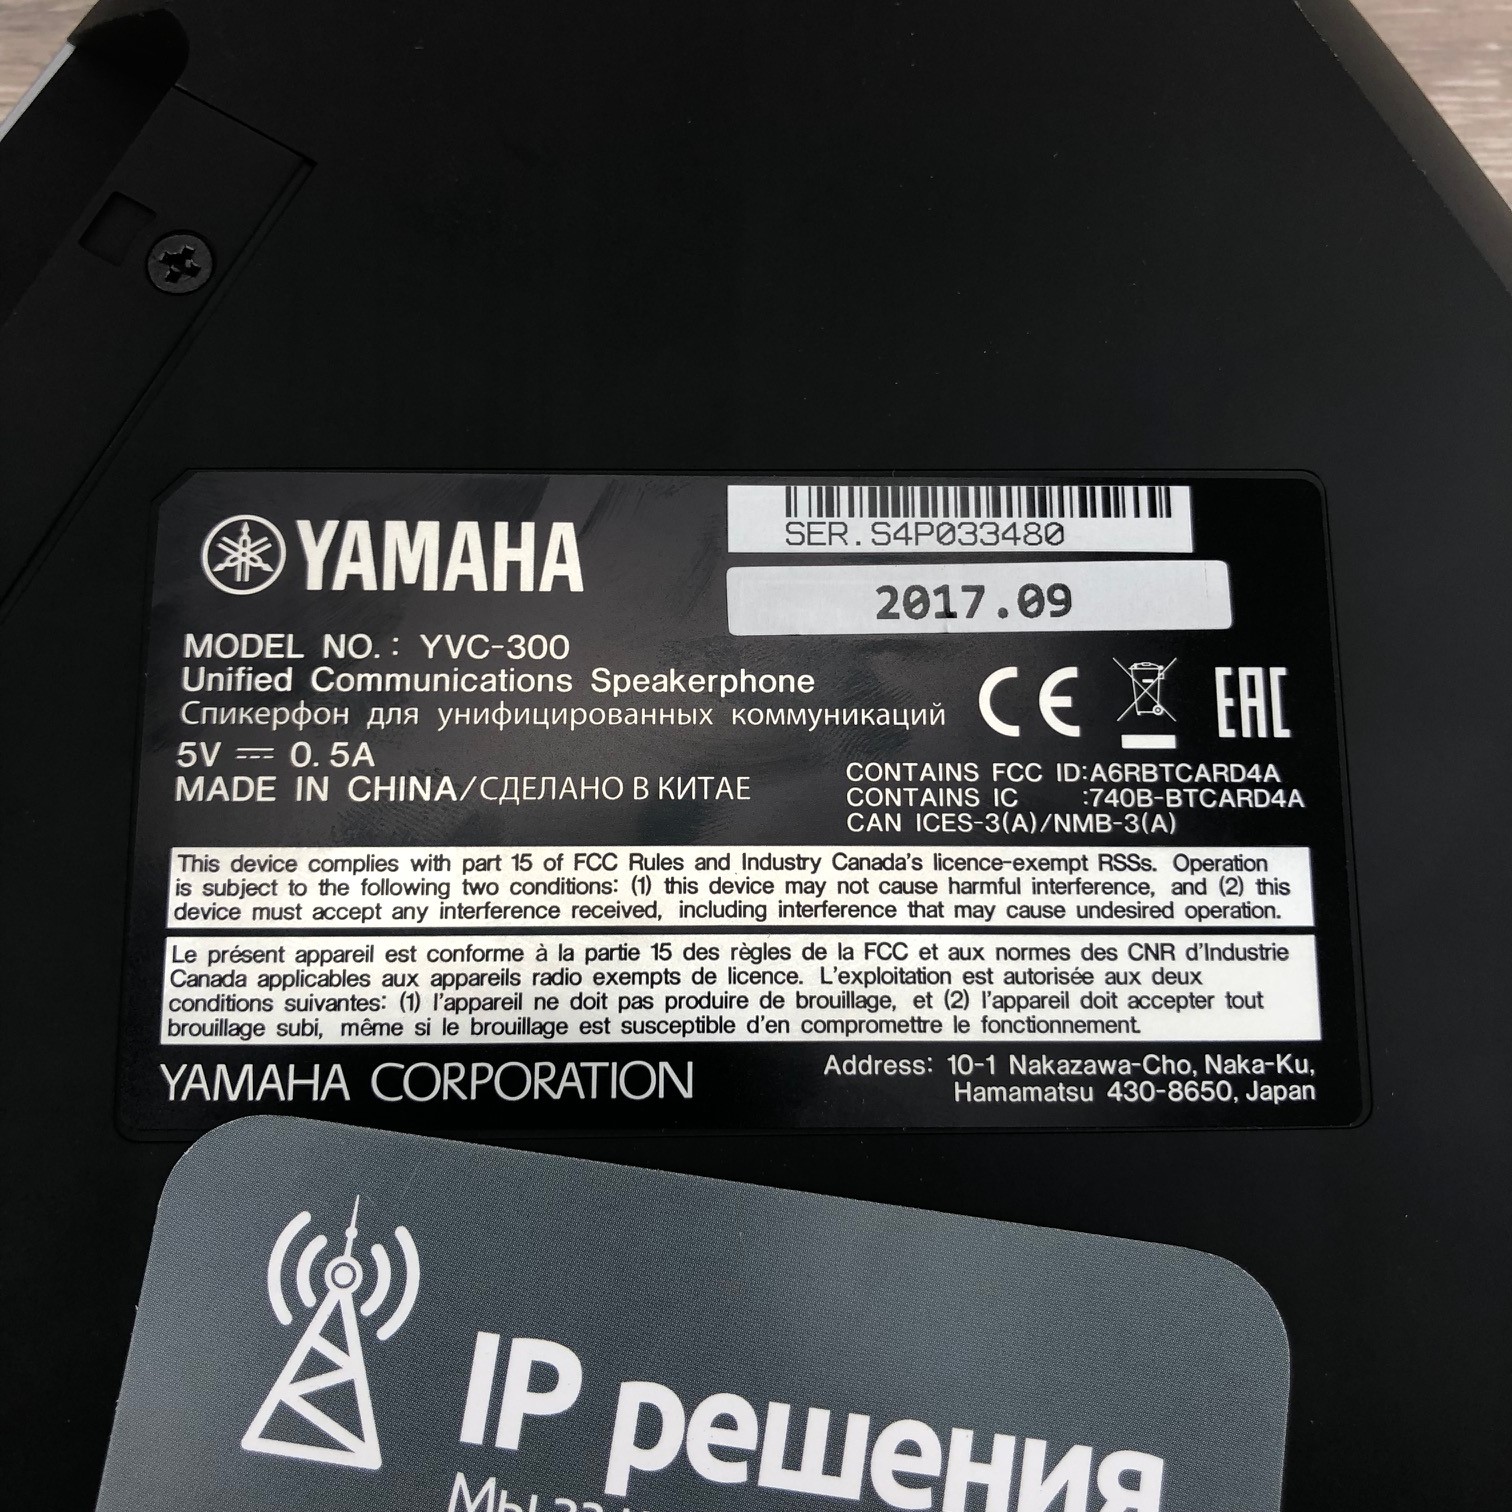 YAMAHA
SER.S4P033480
2017.09
MODEL NO.: YVC-300
Unified Communications Speakerphone
Спикерфон для унифицированных коммуникаций
5V ⎓ 0.5A
MADE IN CHINA/СДЕЛАНО В КИТАЕ
CE
EAC
CONTAINS FCC ID:A6RBTCARD4A
CONTAINS IC :740B-BTCARD4A
CAN ICES-3(A)/NMB-3(A)
This device complies with part 15 of FCC Rules and Industry Canada's licence-exempt RSSs. Operation
is subject to the following two conditions: (1) this device may not cause harmful interference, and (2) this
device must accept any interference received, including interference that may cause undesired operation.
Le présent appareil est conforme à la partie 15 des règles de la FCC et aux normes des CNR d'Industrie
Canada applicables aux appareils radio exempts de licence. L'exploitation est autorisée aux deux
conditions suivantes: (1) l'appareil ne doit pas produire de brouillage, et (2) l'appareil doit accepter tout
brouillage subi, même si le brouillage est susceptible d'en compromettre le fonctionnement.
YAMAHA CORPORATION
Address: 10-1 Nakazawa-Cho, Naka-Ku,
Hamamatsu 430-8650, Japan
IP решения
Мы за